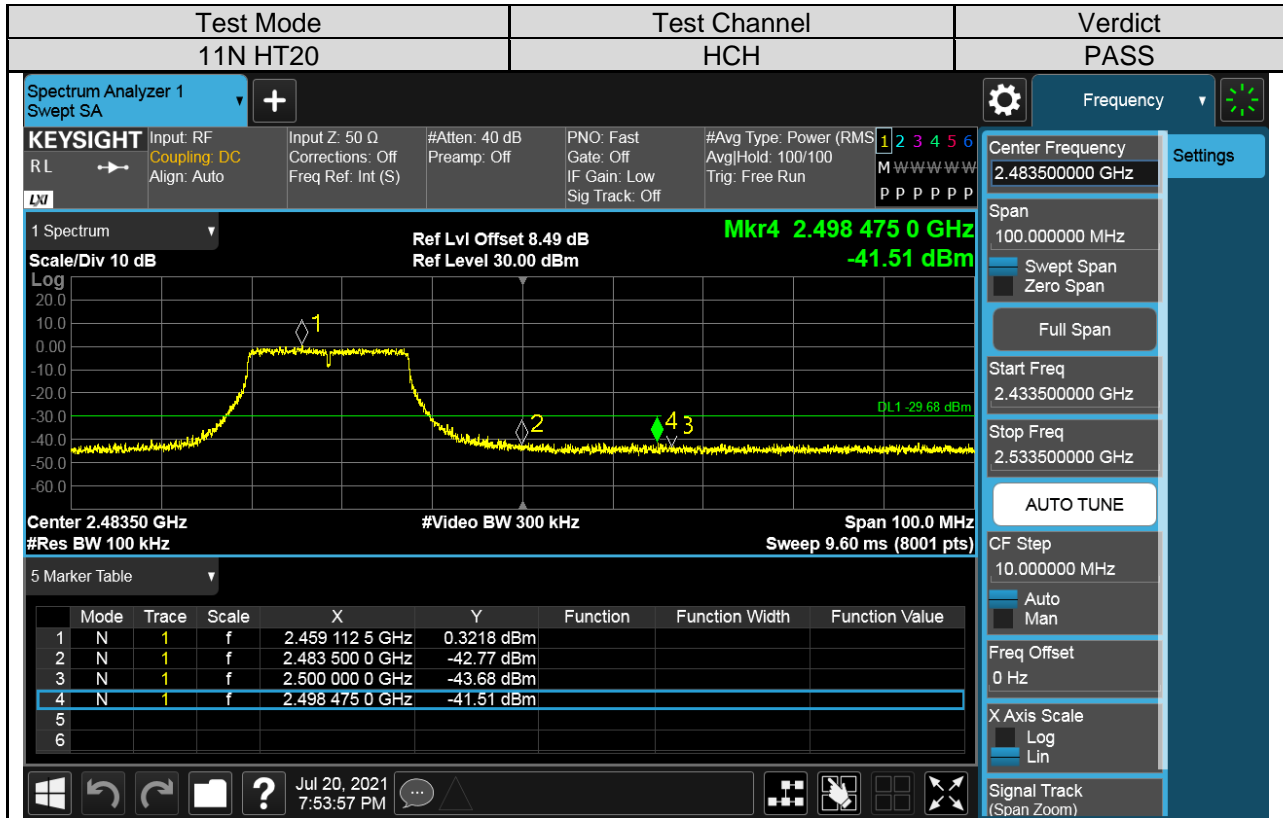 Test Mode Test Channel Verdict
11N HT20 HCH PASS
Spectrum Analyzer 1
Swept SA
Frequency
KEYSIGHT
RL
LXI
Input: RF
Coupling: DC
Align: Auto
Input Z: 50 Ω
Corrections: Off
Freq Ref: Int (S)
#Atten: 40 dB
Preamp: Off
PNO: Fast
Gate: Off
IF Gain: Low
Sig Track: Off
#Avg Type: Power (RMS
Avg|Hold: 100/100
Trig: Free Run
1 2 3 4 5 6
M W W W W W
P P P P P P
1 Spectrum
Scale/Div 10 dB
Ref Lvl Offset 8.49 dB
Ref Level 30.00 dBm
Mkr4 2.498 475 0 GHz
-41.51 dBm
Log
20.0
10.0
0.00
-10.0
-20.0
-30.0
-40.0
-50.0
-60.0
1
2
4
3
DL1 -29.68 dBm
Center 2.48350 GHz
#Res BW 100 kHz
#Video BW 300 kHz
Span 100.0 MHz
Sweep 9.60 ms (8001 pts)
5 Marker Table
Mode Trace Scale X Y Function Function Width Function Value
1 N 1 f 2.459 112 5 GHz 0.3218 dBm
2 N 1 f 2.483 500 0 GHz -42.77 dBm
3 N 1 f 2.500 000 0 GHz -43.68 dBm
4 N 1 f 2.498 475 0 GHz -41.51 dBm
5
6
?
Jul 20, 2021
7:53:57 PM
Center Frequency
2.483500000 GHz
Settings
Span
100.000000 MHz
Swept Span
Zero Span
Full Span
Start Freq
2.433500000 GHz
Stop Freq
2.533500000 GHz
AUTO TUNE
CF Step
10.000000 MHz
Auto
Man
Freq Offset
0 Hz
X Axis Scale
Log
Lin
Signal Track
(Span Zoom)